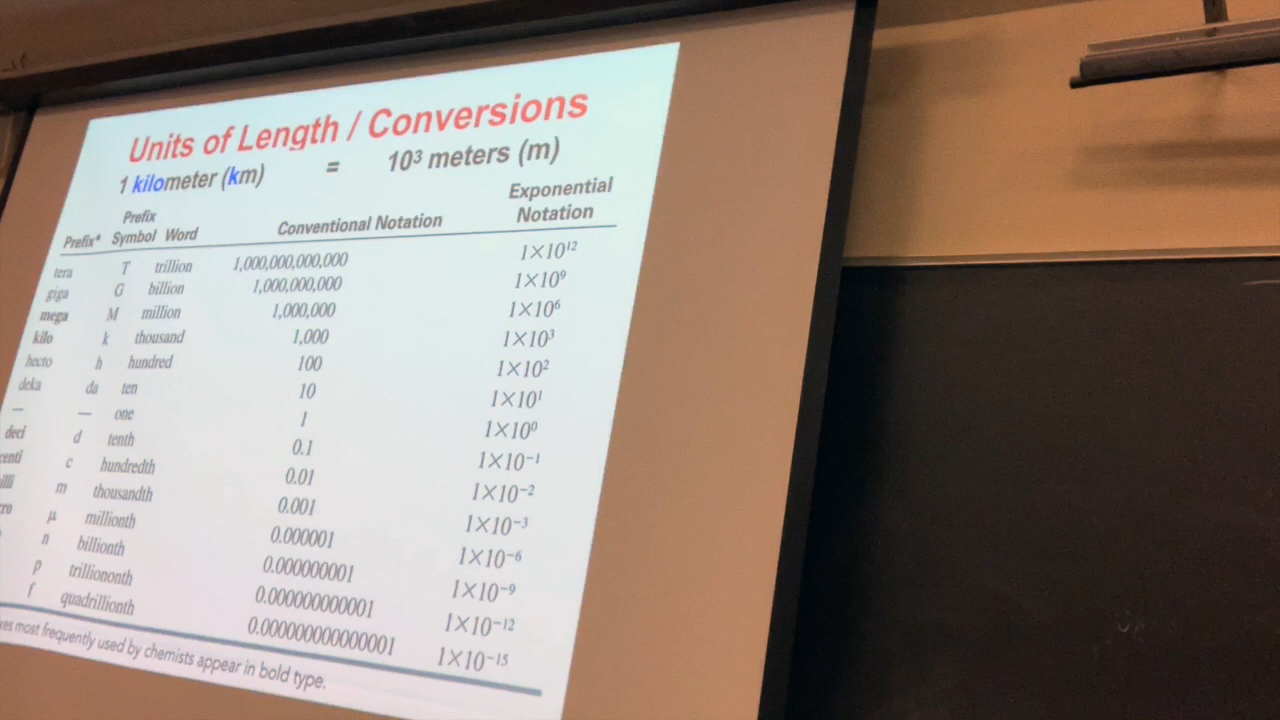 Units of Length / Conversions
1 kilometer (km) = 10³ meters (m)
Prefix* Prefix Symbol Word Conventional Notation Exponential Notation
tera T trillion 1,000,000,000,000 1×10¹²
giga G billion 1,000,000,000 1×10⁹
mega M million 1,000,000 1×10⁶
kilo k thousand 1,000 1×10³
hecto h hundred 100 1×10²
deka da ten 10 1×10¹
— — one 1 1×10⁰
deci d tenth 0.1 1×10⁻¹
enti c hundredth 0.01 1×10⁻²
illi m thousandth 0.001 1×10⁻³
ro μ millionth 0.000001 1×10⁻⁶
n billionth 0.000000001 1×10⁻⁹
p trilliononth 0.000000000001 1×10⁻¹²
f quadrillionth 0.000000000000001 1×10⁻¹⁵
xes most frequently used by chemists appear in bold type.